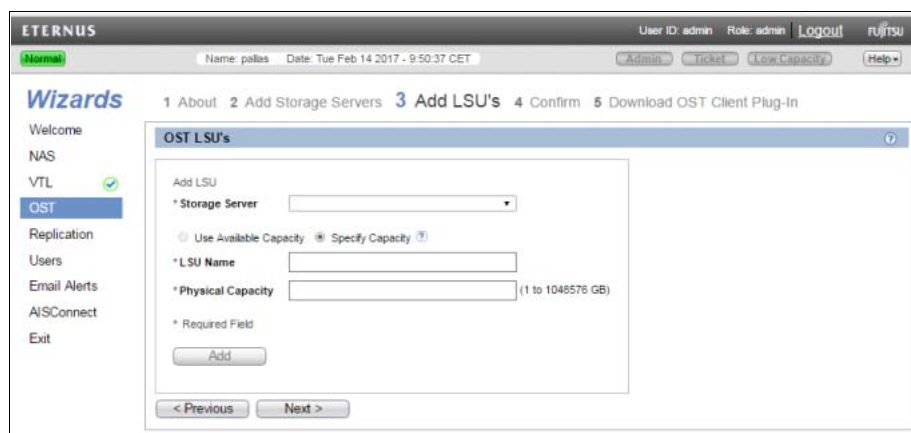 ETERNUS
User ID: admin Role: admin Logout FUJITSU
Normal
Name: pallas Date: Tue Feb 14 2017 - 9:50:37 CET
Admin Ticket Low Capacity Help
Wizards
1 About 2 Add Storage Servers 3 Add LSU's 4 Confirm 5 Download OST Client Plug-In
Welcome
NAS
VTL
OST
Replication
Users
Email Alerts
AISConnect
Exit
OST LSU's
?
Add LSU
* Storage Server
Use Available Capacity Specify Capacity ?
* LSU Name
* Physical Capacity (1 to 1048576 GB)
* Required Field
Add
< Previous Next >